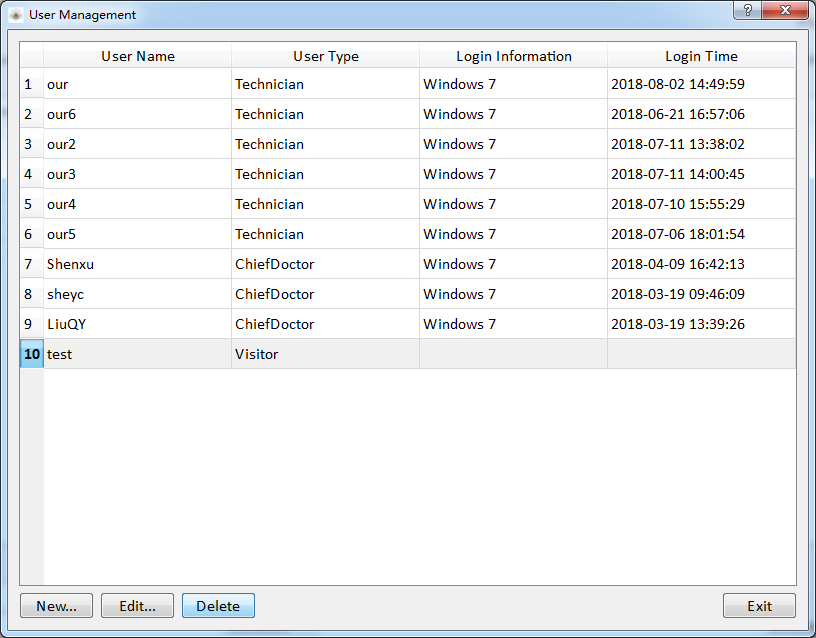 User Management
?
User Name User Type Login Information Login Time
1 our Technician Windows 7 2018-08-02 14:49:59
2 our6 Technician Windows 7 2018-06-21 16:57:06
3 our2 Technician Windows 7 2018-07-11 13:38:02
4 our3 Technician Windows 7 2018-07-11 14:00:45
5 our4 Technician Windows 7 2018-07-10 15:55:29
6 our5 Technician Windows 7 2018-07-06 18:01:54
7 Shenxu ChiefDoctor Windows 7 2018-04-09 16:42:13
8 sheyc ChiefDoctor Windows 7 2018-03-19 09:46:09
9 LiuQY ChiefDoctor Windows 7 2018-03-19 13:39:26
10 test Visitor
New... Edit... Delete Exit